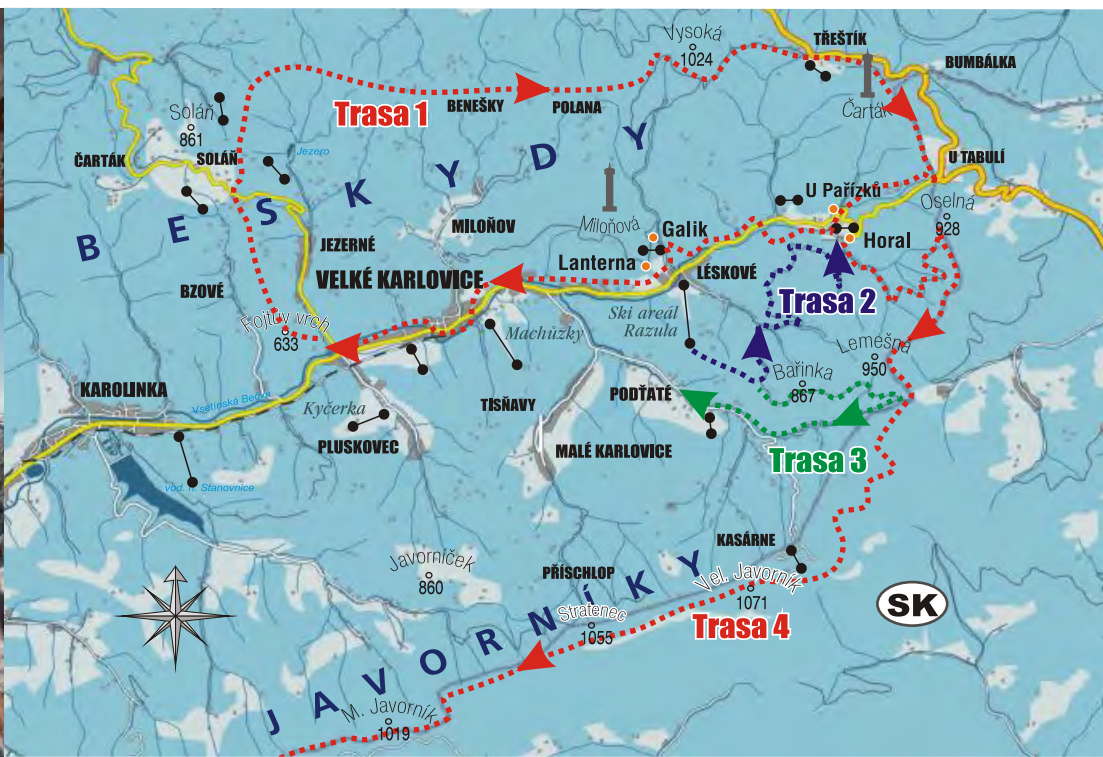 Vysoká
1024
TŘEŠTÍK
BUMBÁLKA
BENEŠKY
POLANA
Trasa 1
Čarták
Soláň
861
ČARTÁK
SOLÁŇ
Jezero
U TABULÍ
BESKYDY
U Pařízků
Oselná
928
MILOŇOV
Miloňová
Galik
Horal
JEZERNÉ
Lanterna
LÉSKOVÉ
VELKÉ KARLOVICE
BZOVÉ
Trasa 2
Ski areál
Razula
Fojtův vrch
633
Machůzky
Lemešná
950
Bařinka
867
KAROLINKA
PODŤATÉ
Vsetínská Bečva
Kyčerka
TÍSŇAVY
PLUSKOVEC
MALÉ KARLOVICE
Trasa 3
vod. n. Stanovnice
KASÁRNE
Javorníček
860
PŘÍSCHLOP
Vel. Javorník
1071
SK
Stratenec
1055
Trasa 4
JAVORNÍKY
M. Javorník
1019